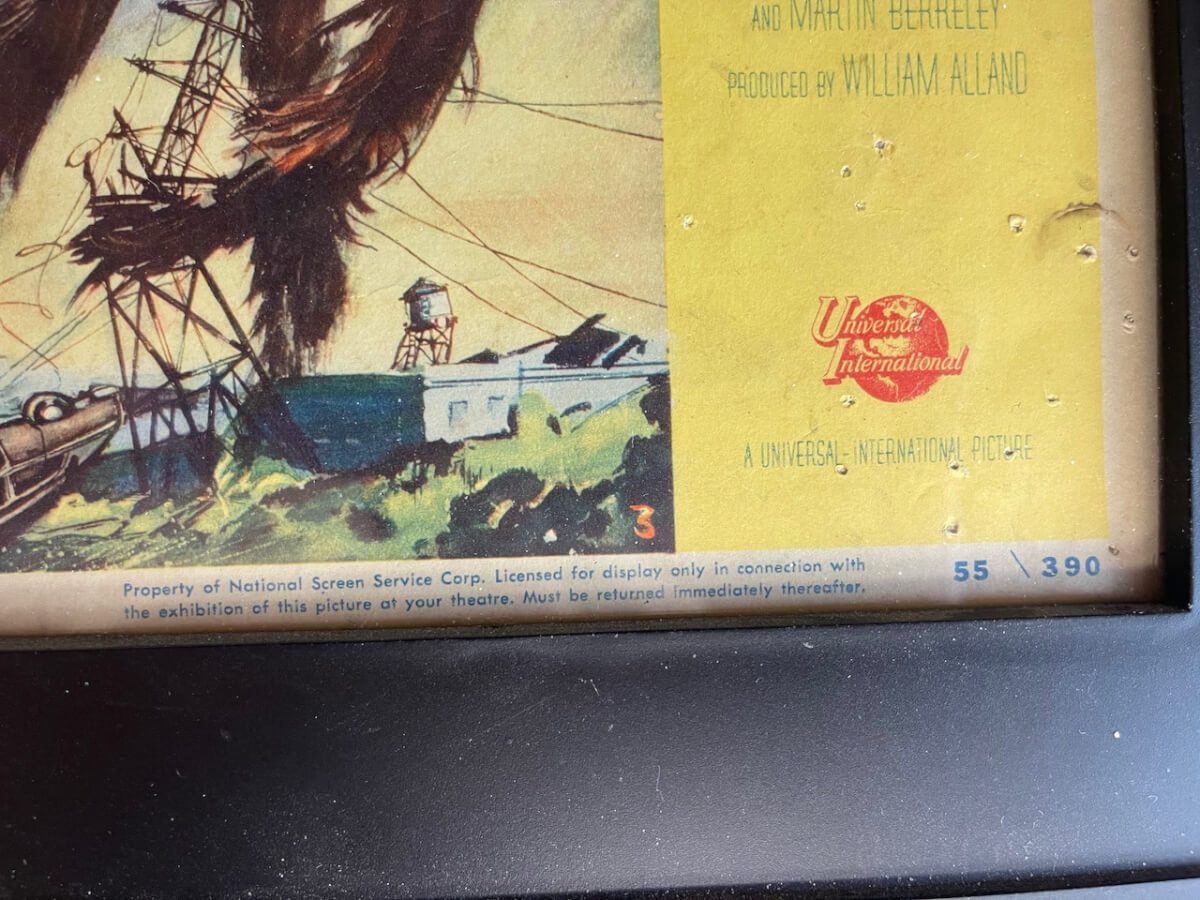 AND MARTIN BERKELEY
PRODUCED BY WILLIAM ALLAND
Universal
International
A UNIVERSAL-INTERNATIONAL PICTURE
3
Property of National Screen Service Corp. Licensed for display only in connection with
the exhibition of this picture at your theatre. Must be returned immediately thereafter.
55 \ 390